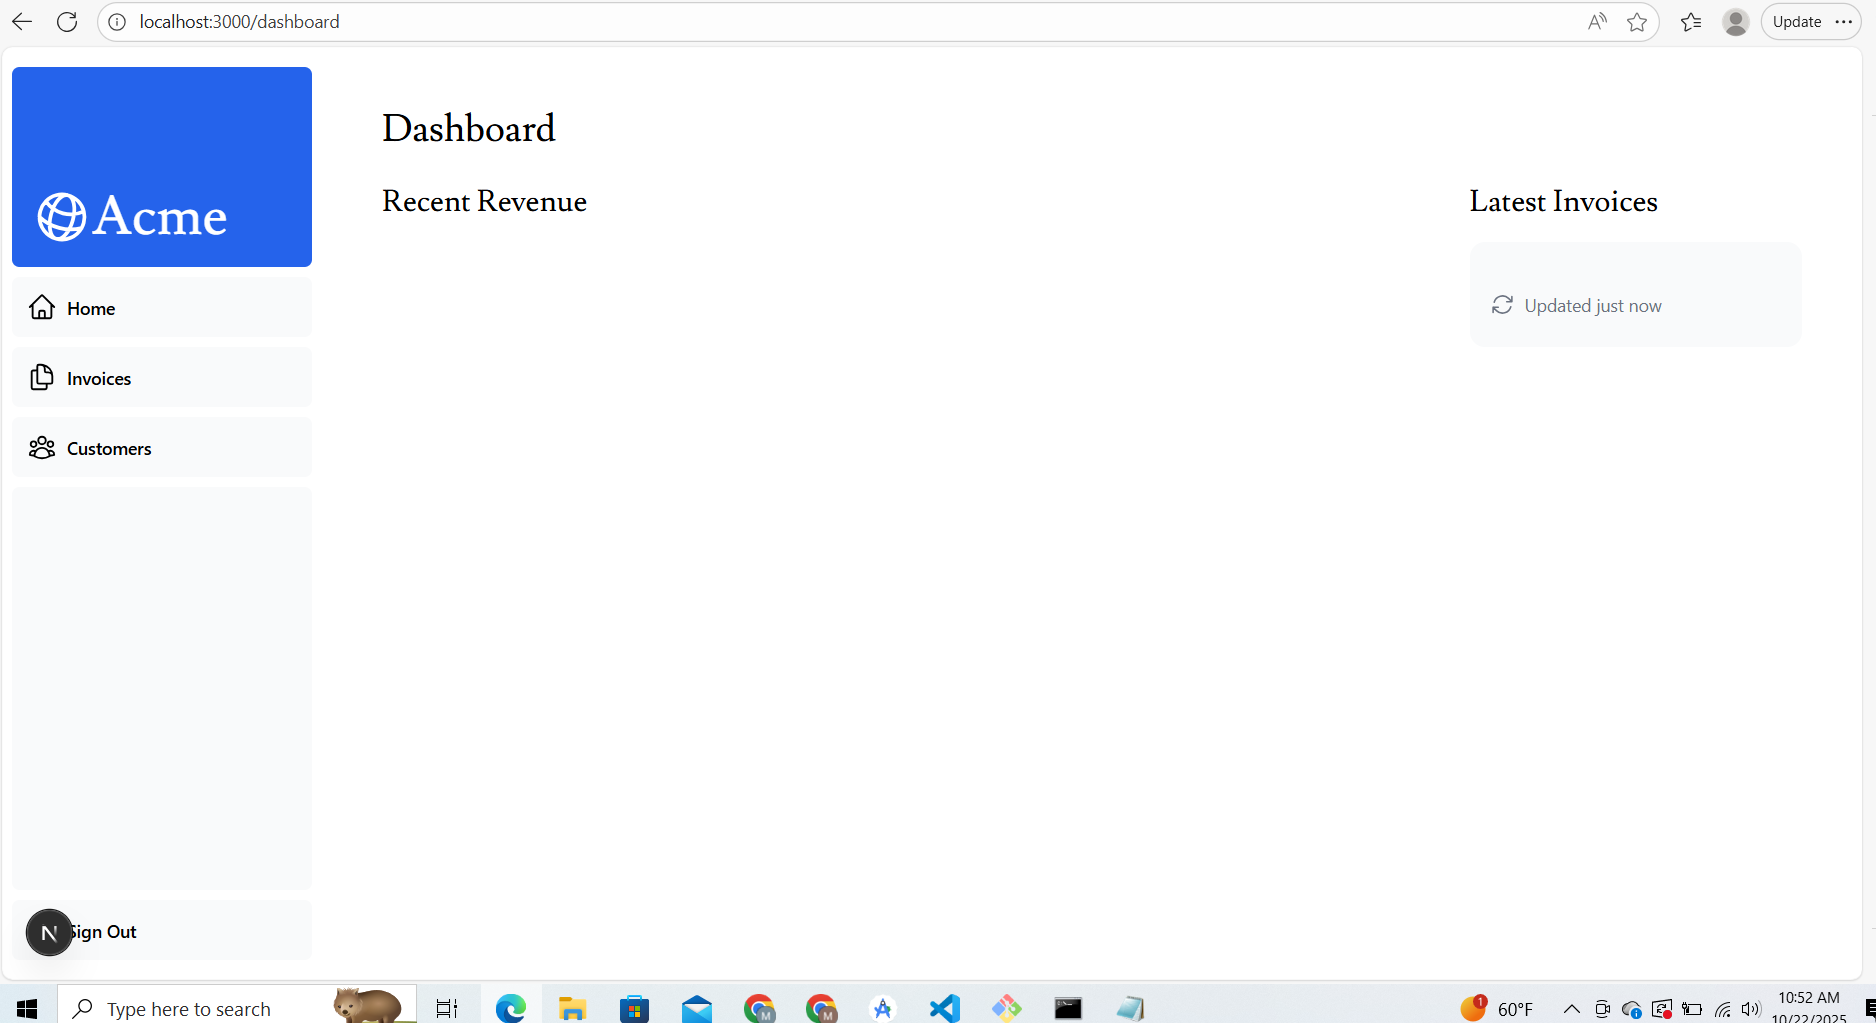 localhost:3000/dashboard
Update
Acme
Home
Invoices
Customers
Sign Out
Dashboard
Recent Revenue
Latest Invoices
Updated just now
N
Type here to search
M
M
1
60°F
10:52 AM
10/22/2025